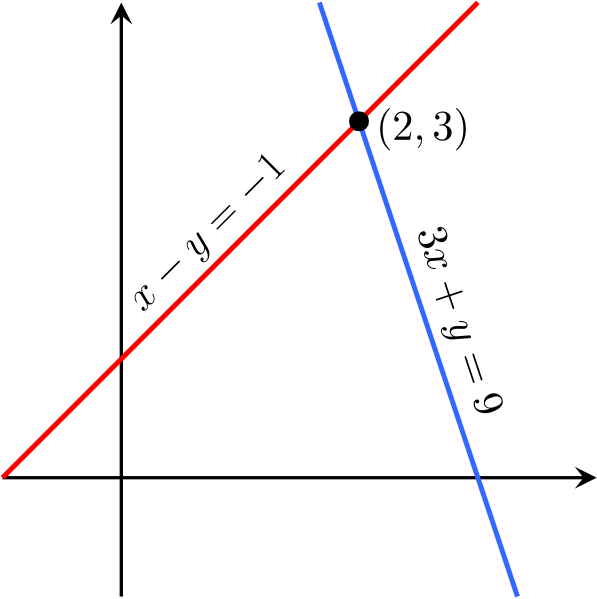 (2, 3)
x − y = −1
3x + y = 9